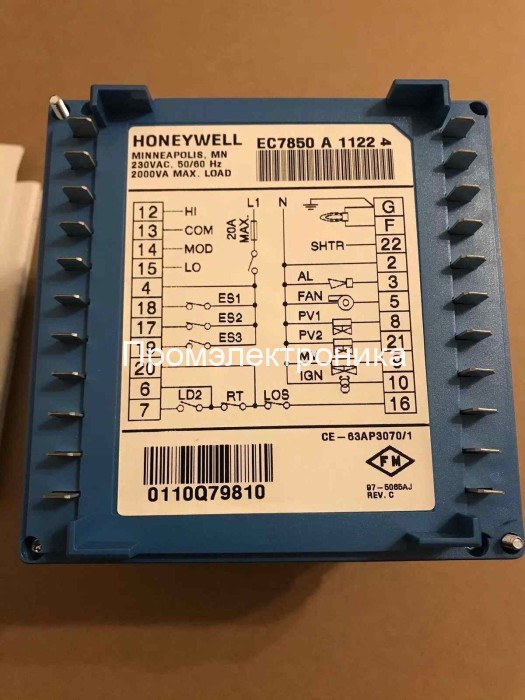 HONEYWELL
MINNEAPOLIS, MN
230VAC, 50/60 Hz
2000VA MAX. LOAD
EC7850 A 1122 4
L1 N
20A
MAX.
12 HI
13 COM
14 MOD
15 LO
4
18 ES1
17 ES2
ES3
20
6
7 LD2 RT LOS
G
F
SHTR 22
2
AL 3
FAN 5
PV1 8
PV2 21
9
IGN 10
16
Промэлектроника
CE-63AP3070/1
FM
97-5065AJ
REV. C
0110Q79810